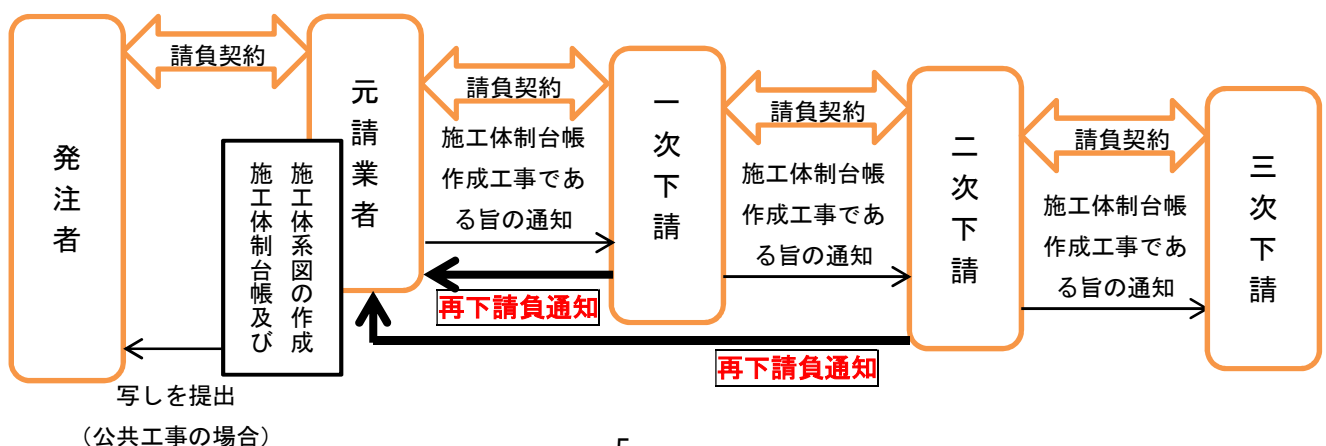 発注者
請負契約
元請業者
施工体制台帳及び
施工体系図の作成
写しを提出
（公共工事の場合）
請負契約
施工体制台帳
作成工事であ
る旨の通知
再下請負通知
一次下請
請負契約
施工体制台帳
作成工事であ
る旨の通知
再下請負通知
二次下請
請負契約
施工体制台帳
作成工事であ
る旨の通知
三次下請